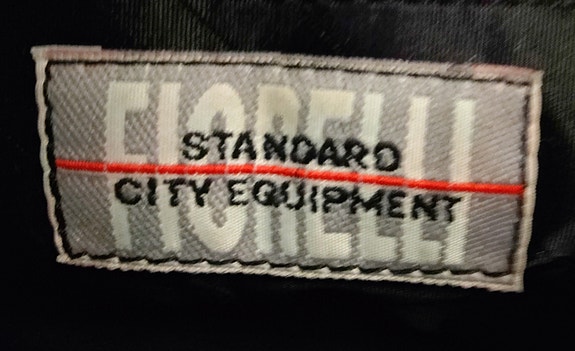 FIORELLI
STANDARD
CITY EQUIPMENT